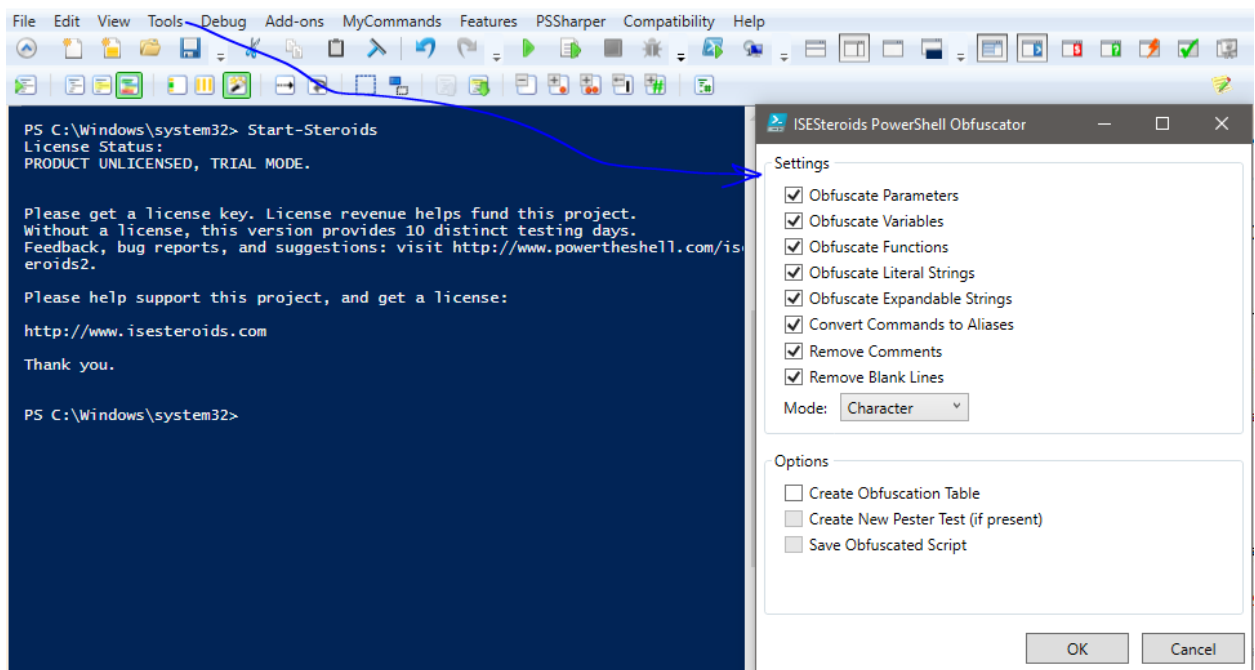 File Edit View Tools Debug Add-ons MyCommands Features PSSharper Compatibility Help
PS C:\Windows\system32> Start-Steroids
License Status:
PRODUCT UNLICENSED, TRIAL MODE.
Please get a license key. License revenue helps fund this project.
Without a license, this version provides 10 distinct testing days.
Feedback, bug reports, and suggestions: visit http://www.powertheshell.com/is
eroids2.
Please help support this project, and get a license:
http://www.isesteroids.com
Thank you.
PS C:\Windows\system32>
ISESteroids PowerShell Obfuscator
Settings
Obfuscate Parameters
Obfuscate Variables
Obfuscate Functions
Obfuscate Literal Strings
Obfuscate Expandable Strings
Convert Commands to Aliases
Remove Comments
Remove Blank Lines
Mode: Character
Options
Create Obfuscation Table
Create New Pester Test (if present)
Save Obfuscated Script
OK Cancel